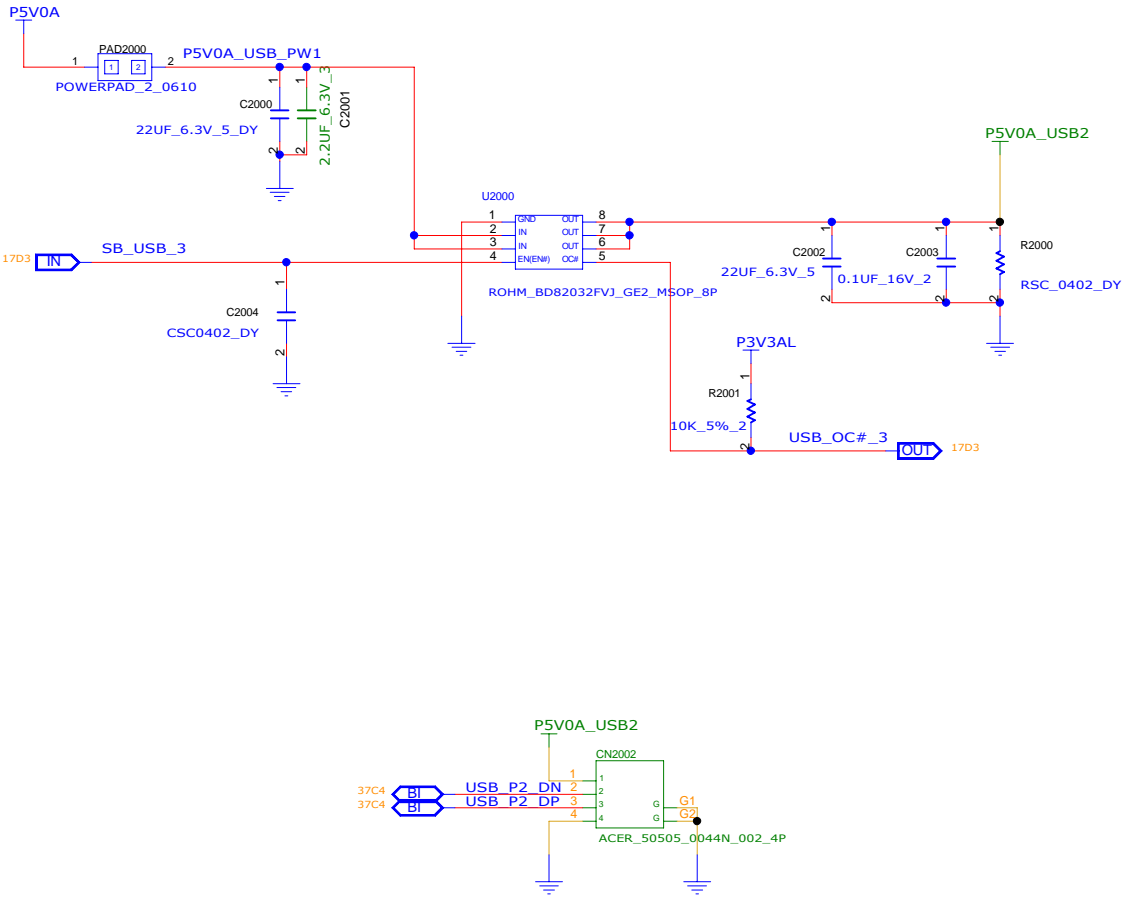 P5V0A
PAD2000
1
1
2
2
P5V0A_USB_PW1
POWERPAD_2_0610
1
1
C2000
22UF_6.3V_5_DY
2
2
2.2UF_6.3V_3
C2001
P5V0A_USB2
U2000
1
GND
OUT
8
2
IN
OUT
7
3
IN
OUT
6
4
EN(EN#)
OC#
5
ROHM_BD82032FVJ_GE2_MSOP_8P
17D3
IN
SB_USB_3
1
C2004
CSC0402_DY
2
1
C2002
22UF_6.3V_5
2
1
C2003
0.1UF_16V_2
2
1
R2000
RSC_0402_DY
2
P3V3AL
1
R2001
10K_5%_2
2
USB_OC#_3
OUT
17D3
P5V0A_USB2
CN2002
1
1
37C4
BI
USB_P2_DN
2
2
37C4
BI
USB_P2_DP
3
3
G
G1
4
4
G
G2
ACER_50505_0044N_002_4P